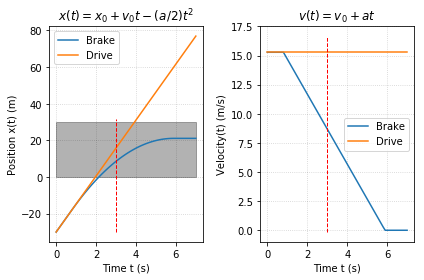 x(t) = x₀ + v₀t − (a/2)t²
Brake
Drive
Position x(t) (m)
80
60
40
20
0
−20
0
2
4
6
Time t (s)
v(t) = v₀ + at
Brake
Drive
Velocity(t) (m/s)
17.5
15.0
12.5
10.0
7.5
5.0
2.5
0.0
0
2
4
6
Time t (s)